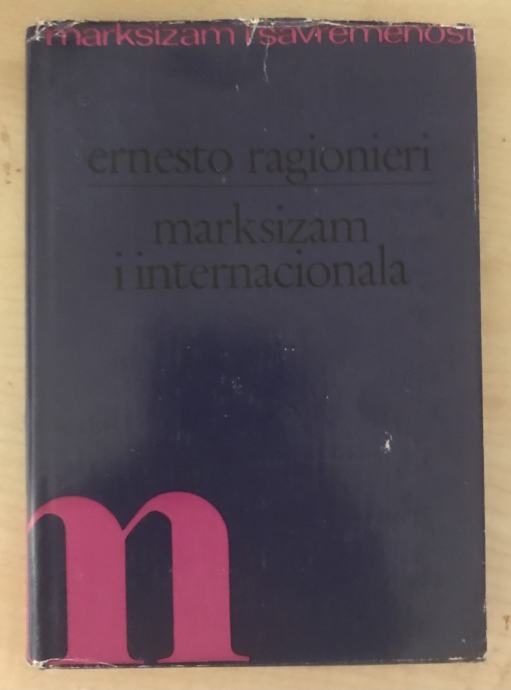 marksizam i savremenost
ernesto ragionieri
marksizam
i internacionala
m